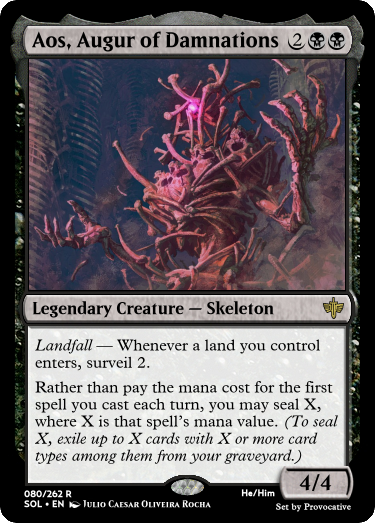 Aos, Augur of Damnations 2
Legendary Creature — Skeleton
Landfall — Whenever a land you control
enters, surveil 2.
Rather than pay the mana cost for the first
spell you cast each turn, you may seal X,
where X is that spell's mana value. (To seal
X, exile up to X cards with X or more card
types among them from your graveyard.)
4/4
080/262 R He/Him
SOL • EN Julio Caesar Oliveira Rocha Set by Provocative